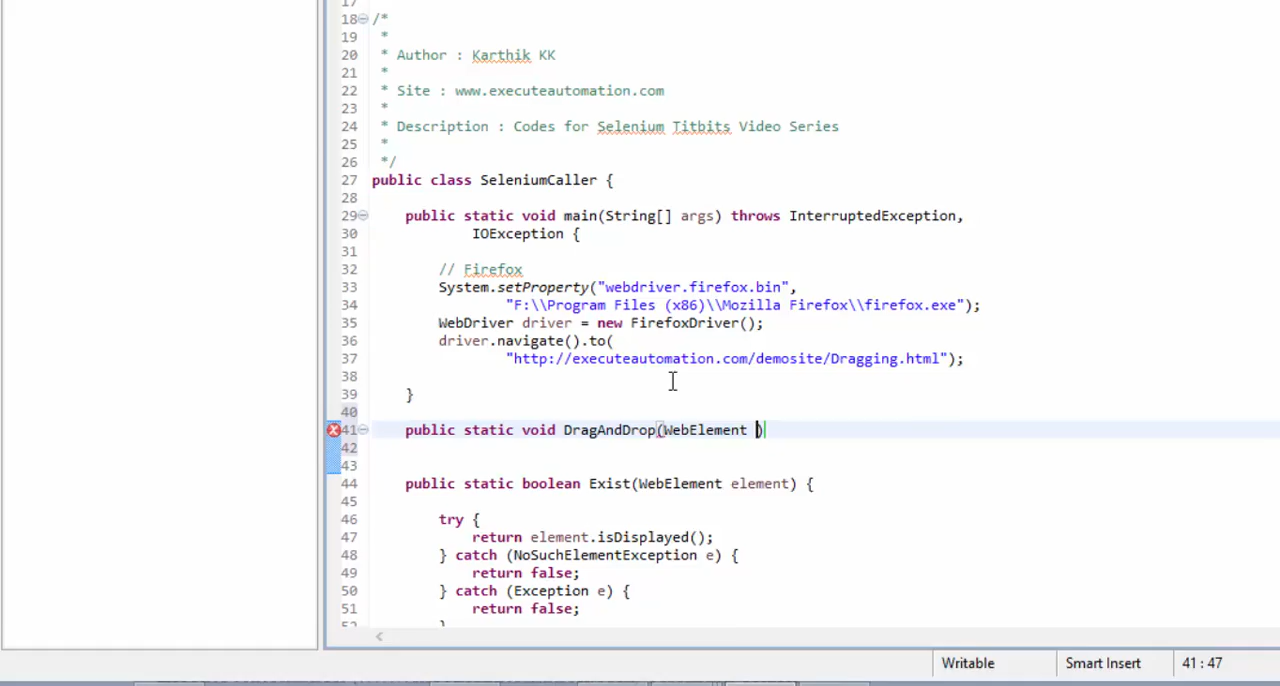 17
18 /*
19 *
20 * Author : Karthik KK
21 *
22 * Site : www.executeautomation.com
23 *
24 * Description : Codes for Selenium Titbits Video Series
25 *
26 */
27 public class SeleniumCaller {
28
29 public static void main(String[] args) throws InterruptedException,
30 IOException {
31
32 // Firefox
33 System.setProperty("webdriver.firefox.bin",
34 "F:\\Program Files (x86)\\Mozilla Firefox\\firefox.exe");
35 WebDriver driver = new FirefoxDriver();
36 driver.navigate().to(
37 "http://executeautomation.com/demosite/Dragging.html");
38
39 }
40
41 public static void DragAndDrop(WebElement )
42
43
44 public static boolean Exist(WebElement element) {
45
46 try {
47 return element.isDisplayed();
48 } catch (NoSuchElementException e) {
49 return false;
50 } catch (Exception e) {
51 return false;
52 }
Writable Smart Insert 41 : 47